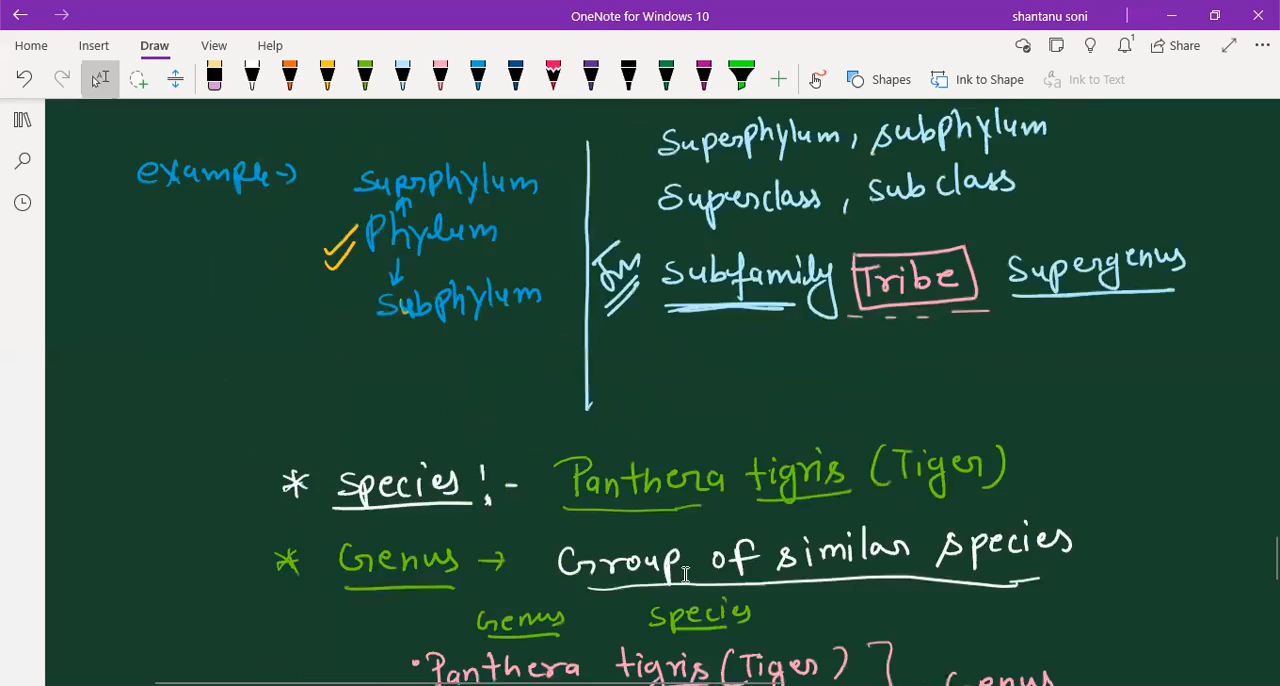 OneNote for Windows 10
shantanu soni
Home Insert Draw View Help
Share
Shapes Ink to Shape Ink to Text
example→
Suprphylum
Phylum
Subphylum
Superphylum, subphylum
Superclass, Sub class
Subfamily Tribe Supergenus
* Species:- Panthera tigris (Tiger)
* Genus → Group of similar species
Genus Species
• Panthera tigris (Tiger)
Genus